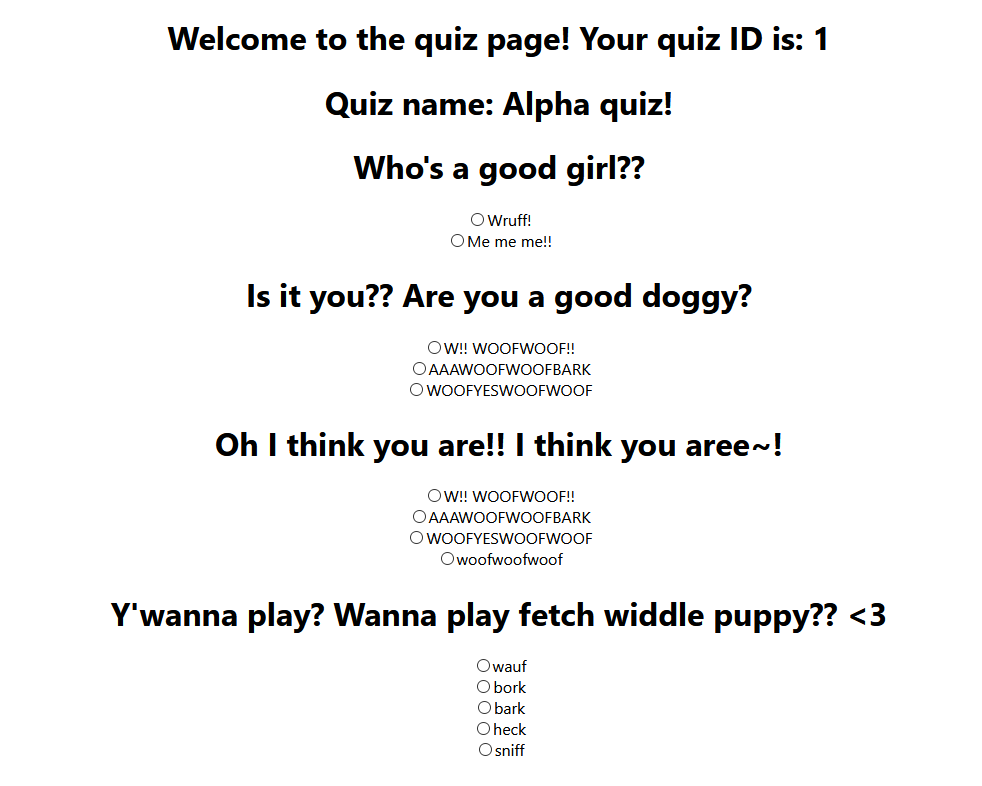 Welcome to the quiz page! Your quiz ID is: 1
Quiz name: Alpha quiz!
Who's a good girl??
Wruff!
Me me me!!
Is it you?? Are you a good doggy?
W!! WOOFWOOF!!
AAAWOOFWOOFBARK
WOOFYESWOOFWOOF
Oh I think you are!! I think you aree~!
W!! WOOFWOOF!!
AAAWOOFWOOFBARK
WOOFYESWOOFWOOF
woofwoofwoof
Y'wanna play? Wanna play fetch widdle puppy?? <3
wauf
bork
bark
heck
sniff